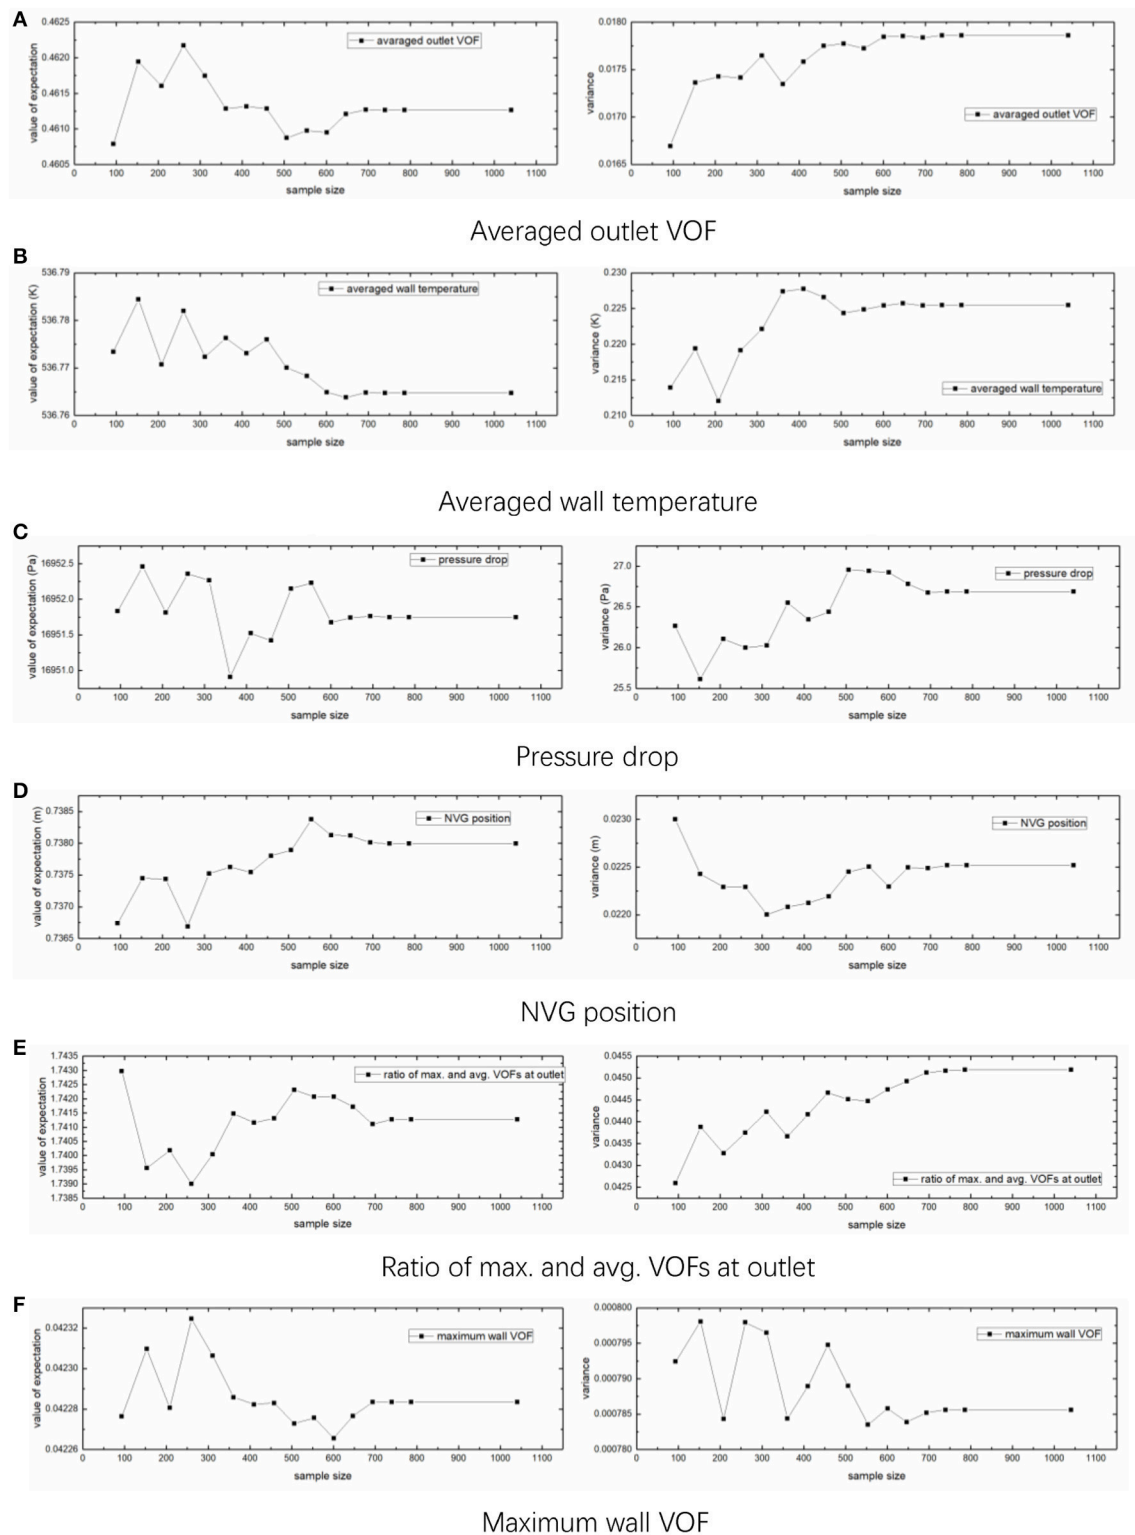 A
0.4625
0.4620
0.4615
0.4610
0.4605
value of expectation
avaraged outlet VOF
0 100 200 300 400 500 600 700 800 900 1000 1100
sample size
0.0180
0.0175
0.0170
0.0165
variance
avaraged outlet VOF
0 100 200 300 400 500 600 700 800 900 1000 1100
sample size
Averaged outlet VOF
B
536.79
536.78
536.77
536.76
value of expectation (K)
averaged wall temperature
0 100 200 300 400 500 600 700 800 900 1000 1100
sample size
0.230
0.225
0.220
0.215
0.210
variance (K)
averaged wall temperature
0 100 200 300 400 500 600 700 800 900 1000 1100
sample size
Averaged wall temperature
C
16952.5
16952.0
16951.5
16951.0
value of expectation (Pa)
pressure drop
0 100 200 300 400 500 600 700 800 900 1000 1100
sample size
27.0
26.5
26.0
25.5
variance (Pa)
pressure drop
0 100 200 300 400 500 600 700 800 900 1000 1100
sample size
Pressure drop
D
0.7385
0.7380
0.7375
0.7370
0.7365
value of expectation (m)
NVG position
0 100 200 300 400 500 600 700 800 900 1000 1100
sample size
0.0230
0.0225
0.0220
variance (m)
NVG position
0 100 200 300 400 500 600 700 800 900 1000 1100
sample size
NVG position
E
1.7435
1.7430
1.7425
1.7420
1.7415
1.7410
1.7405
1.7400
1.7395
1.7390
1.7385
value of expectation
ratio of max. and avg. VOFs at outlet
0 100 200 300 400 500 600 700 800 900 1000 1100
sample size
0.0455
0.0450
0.0445
0.0440
0.0435
0.0430
0.0425
variance
ratio of max. and avg. VOFs at outlet
0 100 200 300 400 500 600 700 800 900 1000 1100
sample size
Ratio of max. and avg. VOFs at outlet
F
0.04232
0.04230
0.04228
0.04226
value of expectation
maximum wall VOF
0 100 200 300 400 500 600 700 800 900 1000 1100
sample size
0.000800
0.000795
0.000790
0.000785
0.000780
variance
maximum wall VOF
0 100 200 300 400 500 600 700 800 900 1000 1100
sample size
Maximum wall VOF